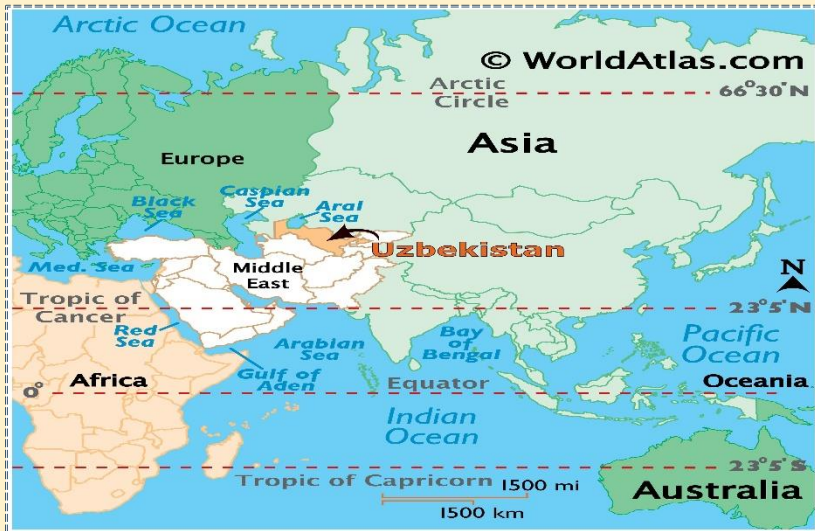 Arctic Ocean
© WorldAtlas.com
Arctic
Circle
66°30'N
Asia
Europe
Black
Sea
Caspian
Sea
Aral
Sea
Uzbekistan
Med. Sea
Middle
East
N
Tropic of
Cancer
23°5'N
Red
Sea
Arabian
Sea
Bay
of
Bengal
Pacific
Ocean
Gulf of
Aden
Africa
Equator
Oceania
0°
Indian
Ocean
23°5'S
Tropic of Capricorn
1500 mi
1500 km
Australia